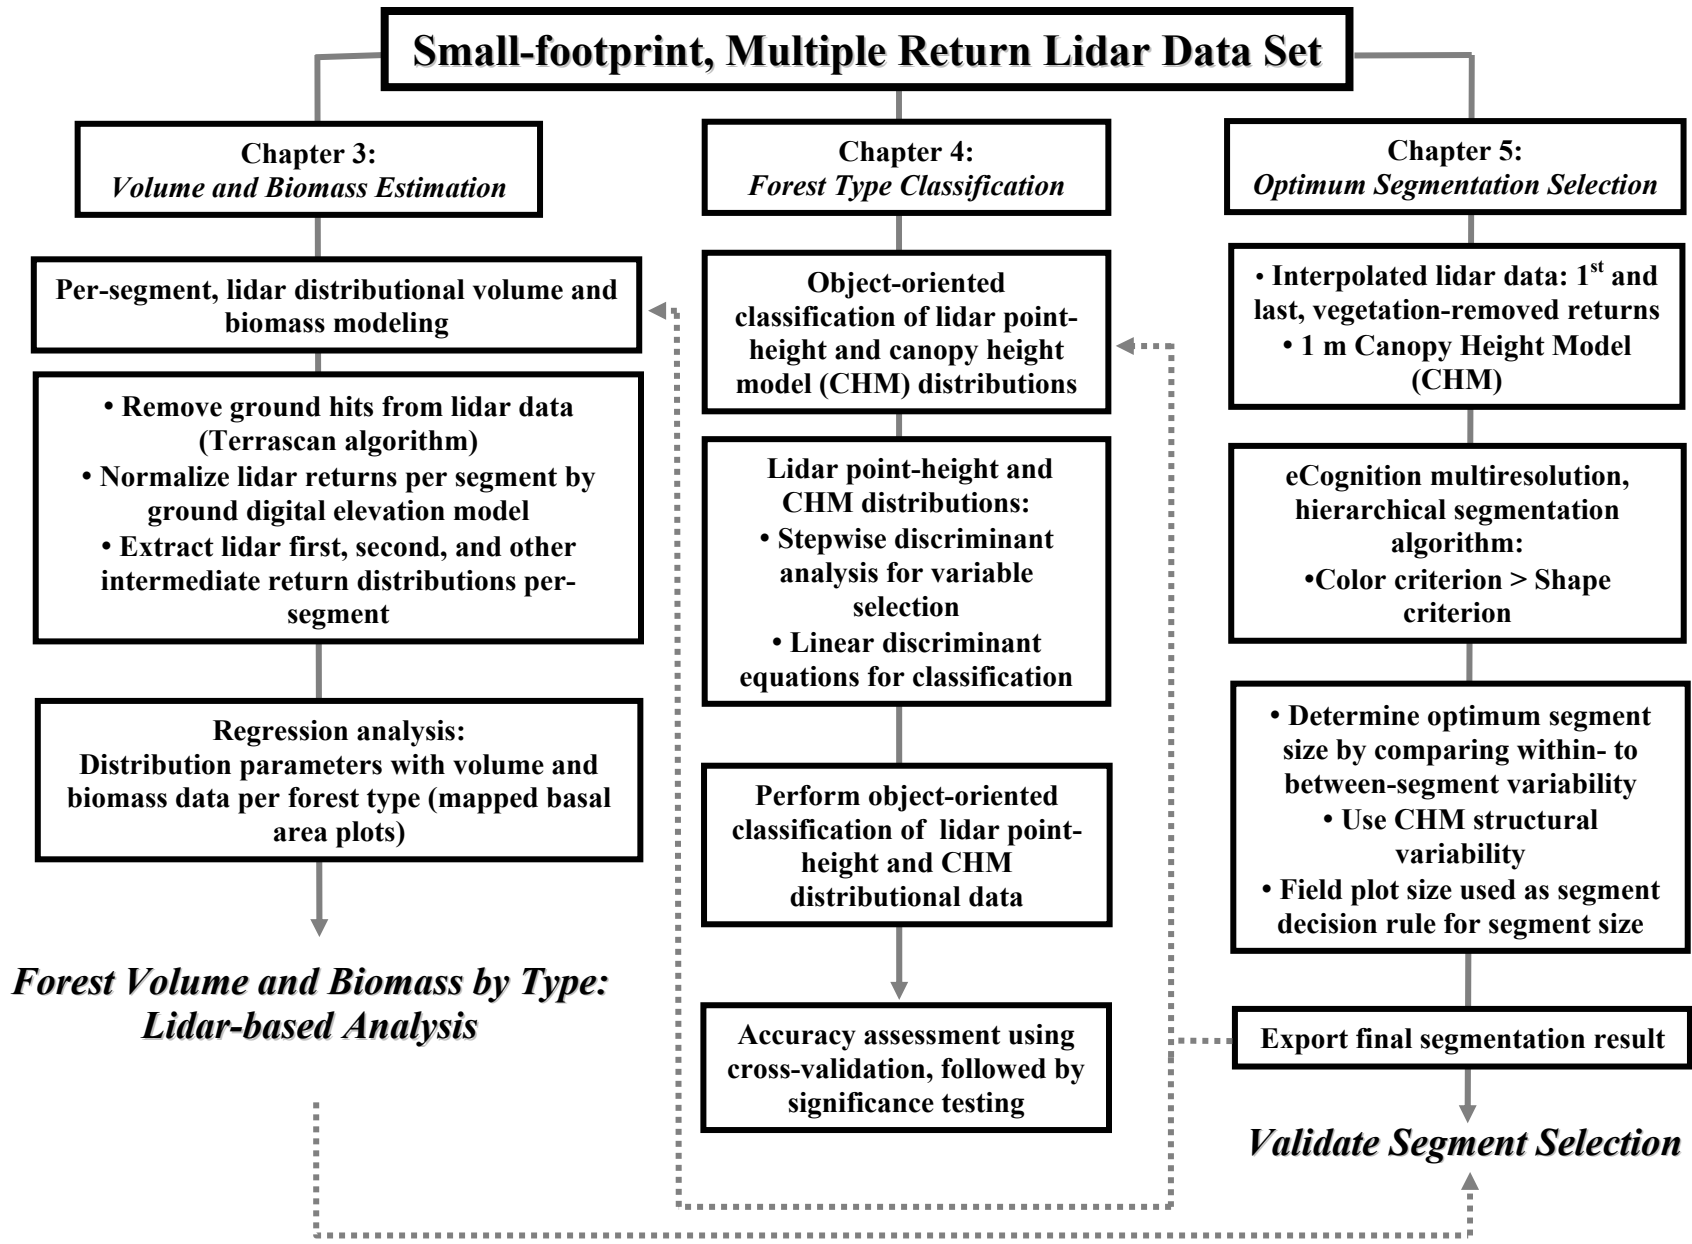 Small-footprint, Multiple Return Lidar Data Set
Chapter 3:
Volume and Biomass Estimation
Per-segment, lidar distributional volume and
biomass modeling
• Remove ground hits from lidar data
(Terrascan algorithm)
• Normalize lidar returns per segment by
ground digital elevation model
• Extract lidar first, second, and other
intermediate return distributions per-
segment
Regression analysis:
Distribution parameters with volume and
biomass data per forest type (mapped basal
area plots)
Forest Volume and Biomass by Type:
Lidar-based Analysis
Chapter 4:
Forest Type Classification
Object-oriented
classification of lidar point-
height and canopy height
model (CHM) distributions
Lidar point-height and
CHM distributions:
• Stepwise discriminant
analysis for variable
selection
• Linear discriminant
equations for classification
Perform object-oriented
classification of lidar point-
height and CHM
distributional data
Accuracy assessment using
cross-validation, followed by
significance testing
Chapter 5:
Optimum Segmentation Selection
• Interpolated lidar data: 1st and
last, vegetation-removed returns
• 1 m Canopy Height Model
(CHM)
eCognition multiresolution,
hierarchical segmentation
algorithm:
•Color criterion > Shape
criterion
• Determine optimum segment
size by comparing within- to
between-segment variability
• Use CHM structural
variability
• Field plot size used as segment
decision rule for segment size
Export final segmentation result
Validate Segment Selection